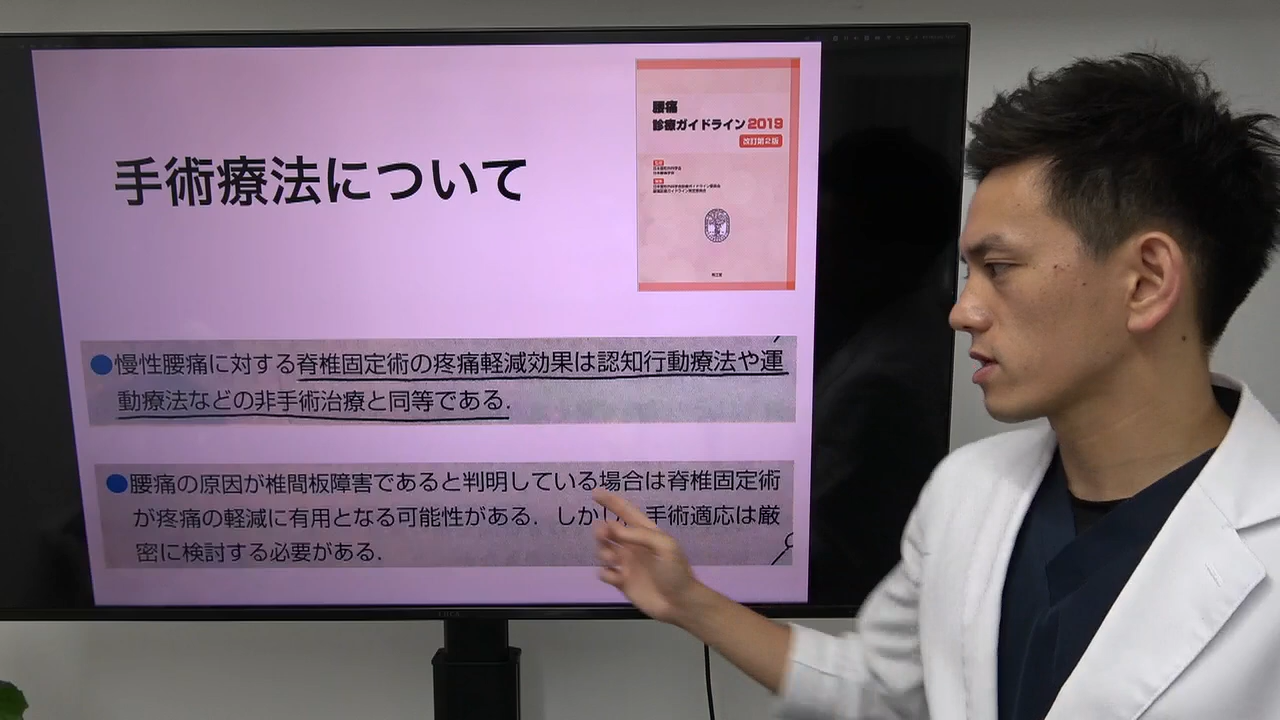 手術療法について
腰痛
診療ガイドライン2019
改訂第2版
●慢性腰痛に対する脊椎固定術の疼痛軽減効果は認知行動療法や運
動療法などの非手術治療と同等である.
●腰痛の原因が椎間板障害であると判明している場合は脊椎固定術
が疼痛の軽減に有用となる可能性がある. しかし 手術適応は厳
密に検討する必要がある.